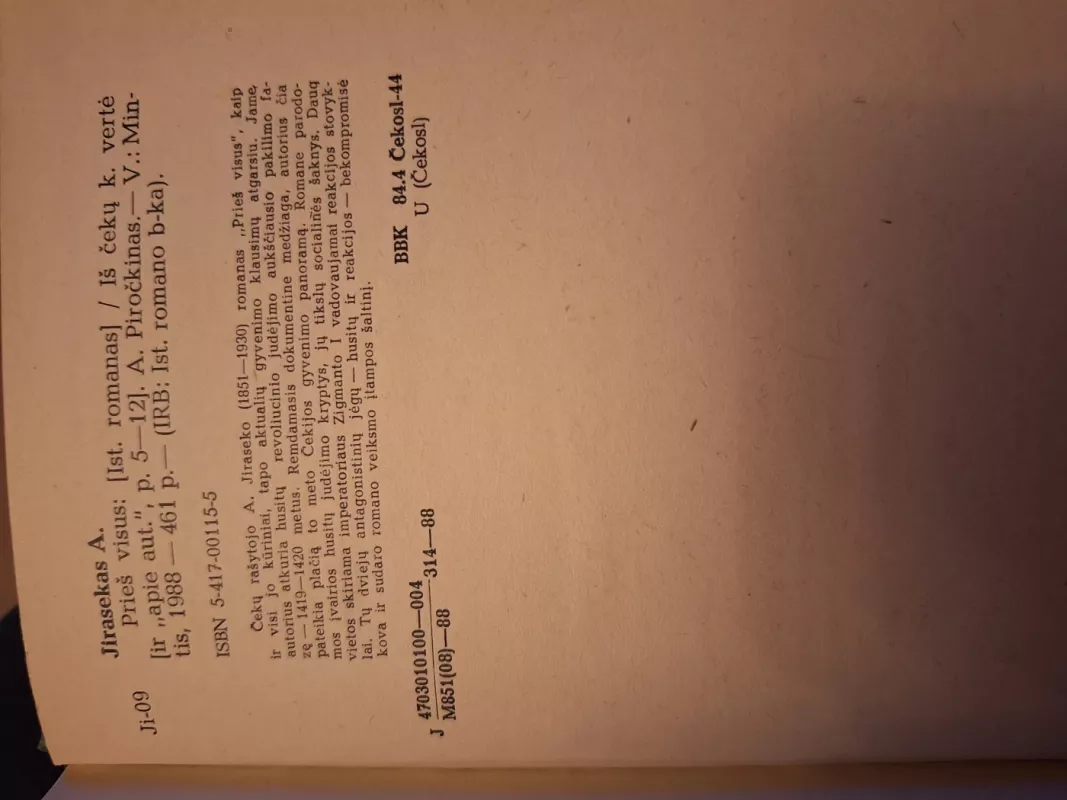 Jirasekas A.
Ji-09 Prieš visus: [Ist. romanas] / Iš čekų k. vertė
[ir „apie aut.", p. 5—12]. A. Piročkinas.— V.: Min-
tis, 1988 — 461 p.— (IRB: Ist. romano b-ka).
ISBN 5-417-00115-5
Čekų rašytojo A. Jiraseko (1851—1930) romanas „Prieš visus", kaip
ir visi jo kūriniai, tapo aktualių gyvenimo klausimų atgarsiu. Jame,
autorius atkuria husitų revoliucinio judėjimo aukščiausio pakilimo fa-
zę — 1419—1420 metus. Remdamasis dokumentine medžiaga, autorius čia
pateikia plačią to meto Čekijos gyvenimo panoramą. Romane parodo-
mos įvairios husitų judėjimo kryptys, jų tikslų socialinės šaknys. Daug
vietos skiriama imperatoriaus Zigmanto I vadovaujamai reakcijos stovyk-
lai. Tų dviejų antagonistinių jėgų — husitų ir reakcijos — bekompromisė
kova ir sudaro romano veiksmo įtampos šaltinį.
J 4703010100—004
M851(08)—88 314—88
BBK 84.4 Čekosl-44
U (Čekosl)